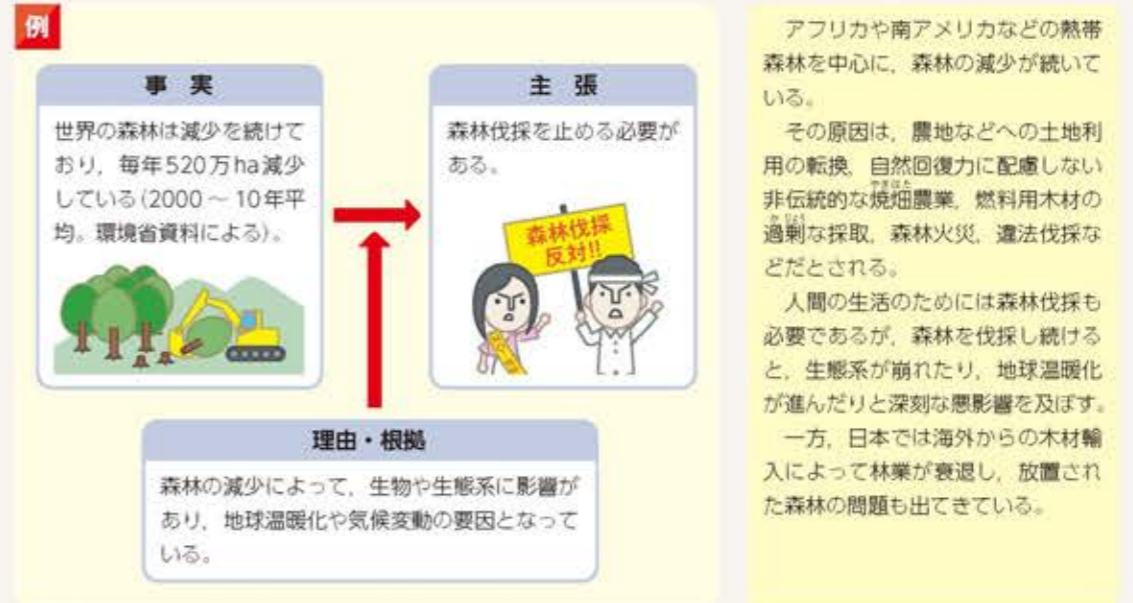 例
事 実
世界の森林は減少を続けて
おり，毎年520万ha減少
している(2000 ～ 10年平
均。環境省資料による)。
主 張
森林伐採を止める必要が
ある。
森林伐採
反対!!
理由・根拠
森林の減少によって，生物や生態系に影響が
あり，地球温暖化や気候変動の要因となって
いる。
アフリカや南アメリカなどの熱帯
森林を中心に，森林の減少が続いて
いる。
その原因は，農地などへの土地利
用の転換，自然回復力に配慮しない
やきはた
非伝統的な焼畑農業，燃料用木材の
かじょう
過剰な採取，森林火災，違法伐採な
どだとされる。
人間の生活のためには森林伐採も
必要であるが，森林を伐採し続ける
と，生態系が崩れたり，地球温暖化
が進んだりと深刻な悪影響を及ぼす。
一方，日本では海外からの木材輸
入によって林業が衰退し，放置され
た森林の問題も出てきている。